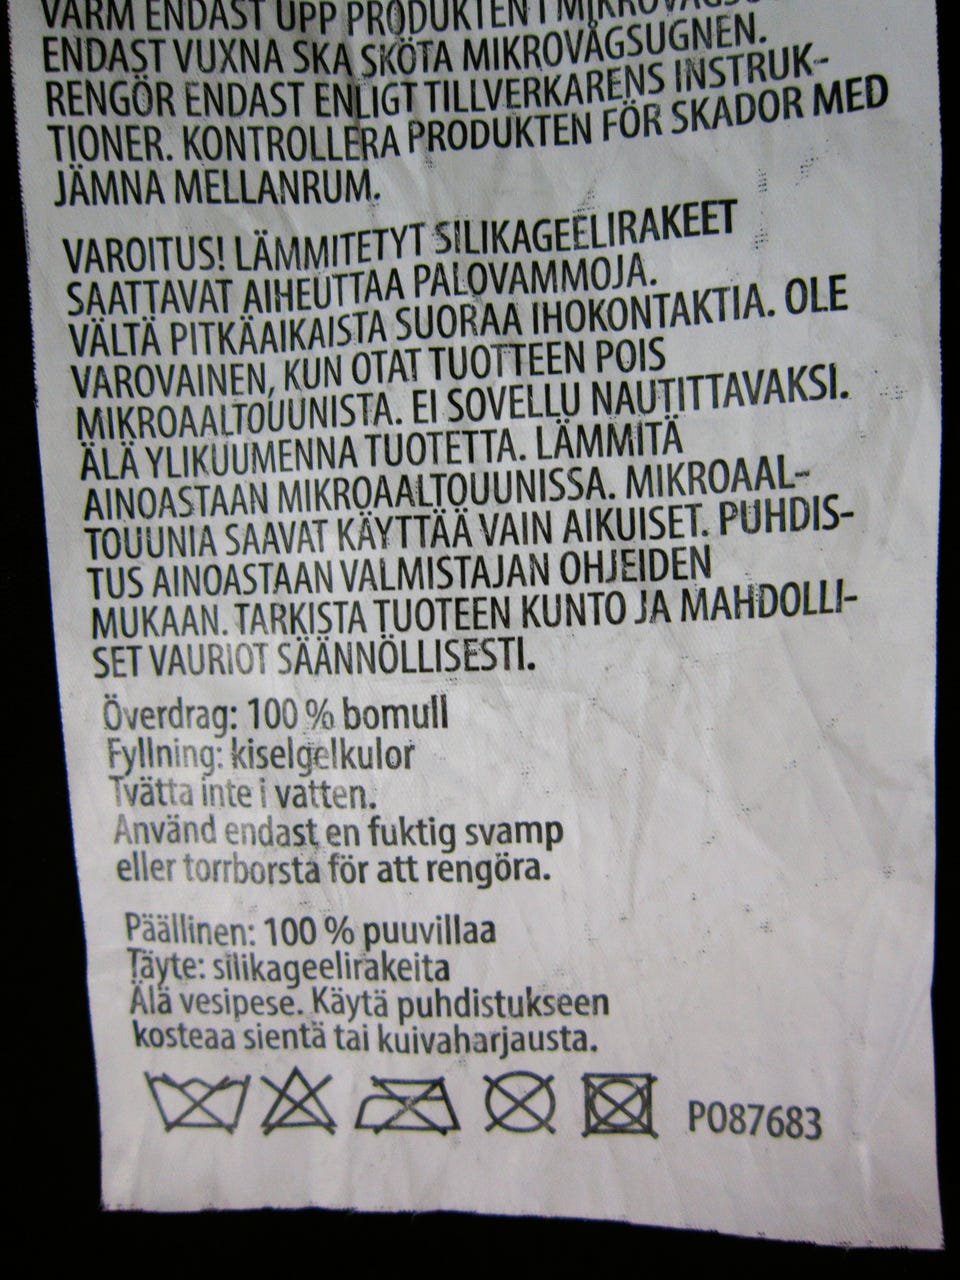 VARM ENDAST UPP PRODUKTEN I
ENDAST VUXNA SKA SKÖTA MIKROVÅGSUGNEN.
RENGÖR ENDAST ENLIGT TILLVERKARENS INSTRUK-
TIONER. KONTROLLERA PRODUKTEN FÖR SKADOR MED
JÄMNA MELLANRUM.
VAROITUS! LÄMMITETYT SILIKAGEELIRAKEET
SAATTAVAT AIHEUTTAA PALOVAMMOJA.
VÄLTÄ PITKÄAIKAISTA SUORAA IHOKONTAKTIA. OLE
VAROVAINEN, KUN OTAT TUOTTEEN POIS
MIKROAALTOUUNISTA. EI SOVELLU NAUTITTAVAKSI.
ÄLÄ YLIKUUMENNA TUOTETTA. LÄMMITÄ
AINOASTAAN MIKROAALTOUUNISSA. MIKROAAL-
TOUUNIA SAAVAT KÄYTTÄÄ VAIN AIKUISET. PUHDIS-
TUS AINOASTAAN VALMISTAJAN OHJEIDEN
MUKAAN. TARKISTA TUOTEEN KUNTO JA MAHDOLLI-
SET VAURIOT SÄÄNNÖLLISESTI.
Överdrag: 100 % bomull
Fyllning: kiselgelkulor
Tvätta inte i vatten.
Använd endast en fuktig svamp
eller torrborsta för att rengöra.
Päällinen: 100 % puuvillaa
Täyte: silikageelirakeita
Älä vesipese. Käytä puhdistukseen
kosteaa sientä tai kuivaharjausta.
PO87683